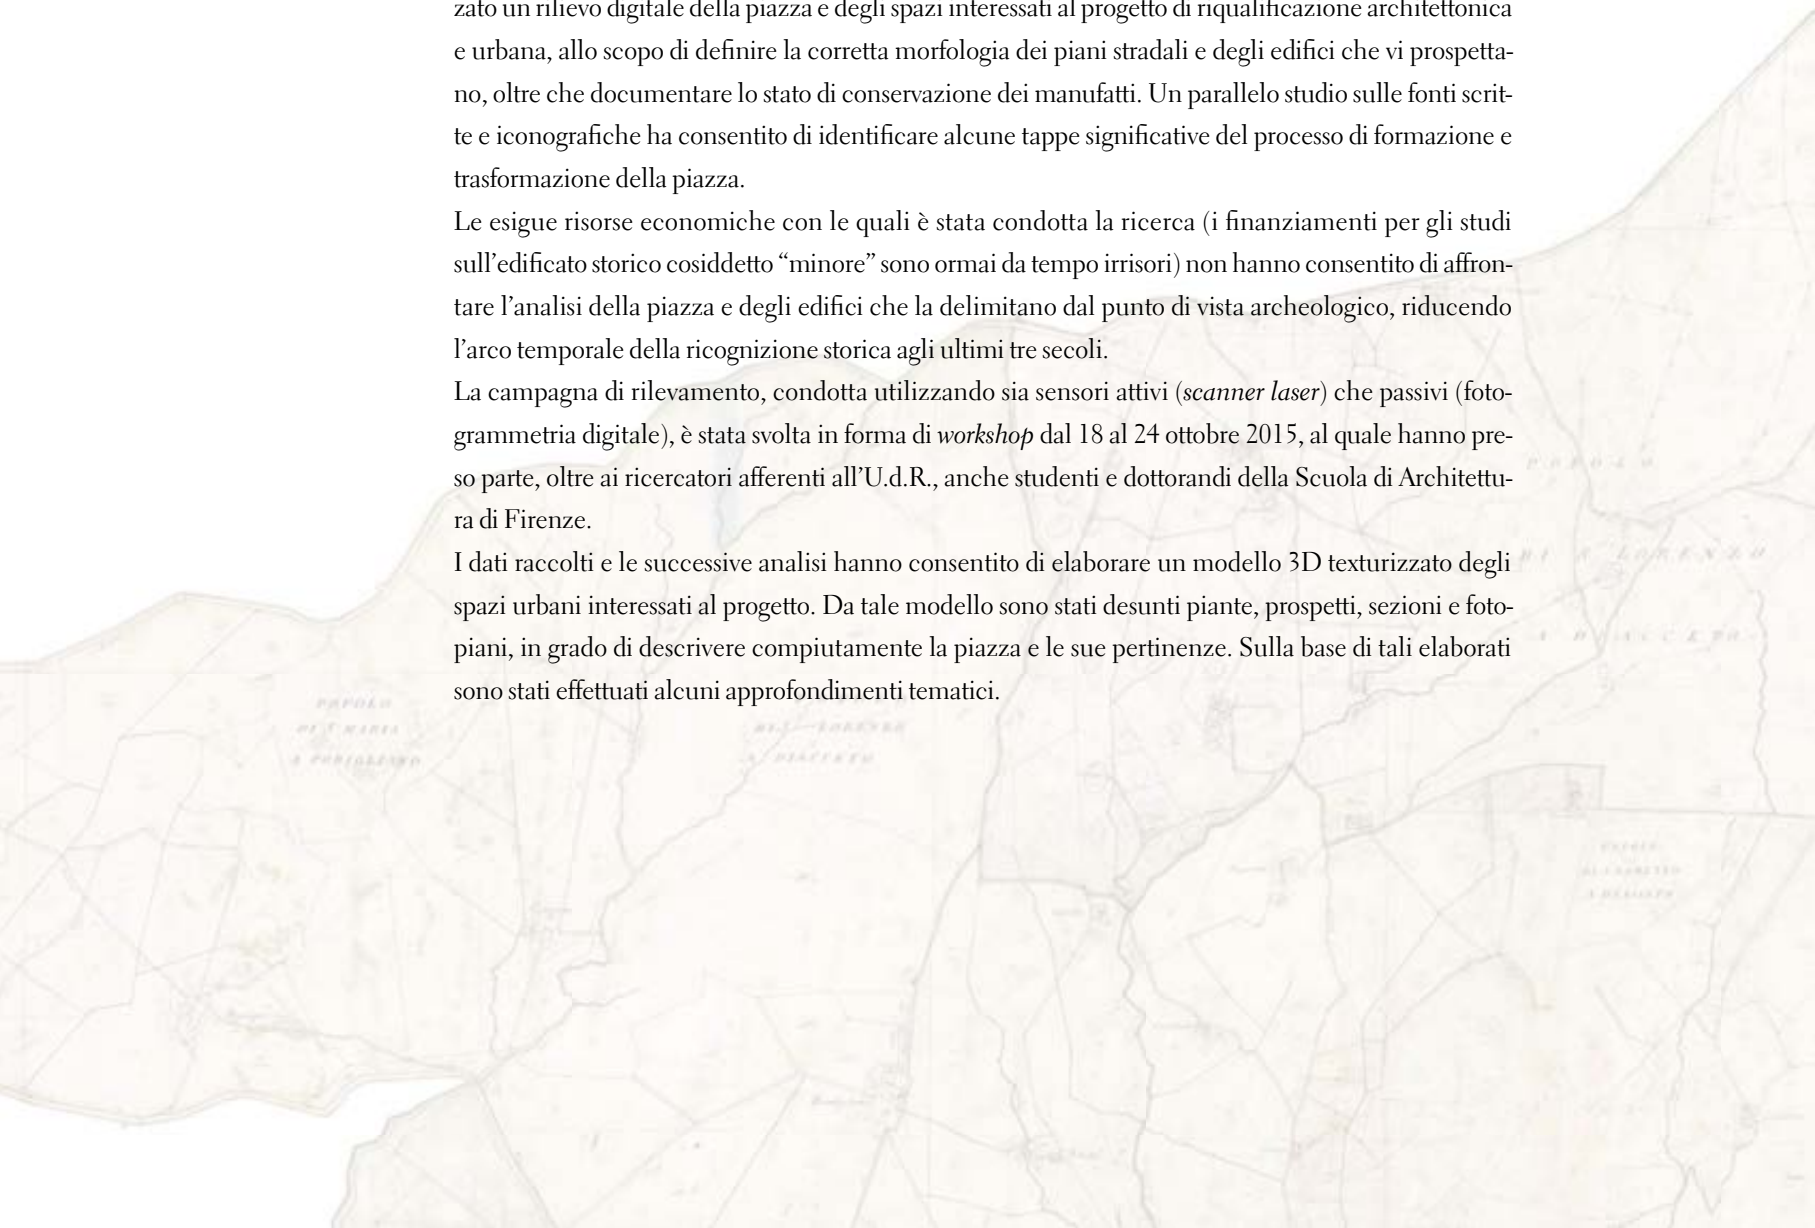 zato un rilievo digitale della piazza e degli spazi interessati al progetto di riqualificazione architettonica
e urbana, allo scopo di definire la corretta morfologia dei piani stradali e degli edifici che vi prospetta-
no, oltre che documentare lo stato di conservazione dei manufatti. Un parallelo studio sulle fonti scrit-
te e iconografiche ha consentito di identificare alcune tappe significative del processo di formazione e
trasformazione della piazza.
Le esigue risorse economiche con le quali è stata condotta la ricerca (i finanziamenti per gli studi
sull’edificato storico cosiddetto “minore” sono ormai da tempo irrisori) non hanno consentito di affron-
tare l’analisi della piazza e degli edifici che la delimitano dal punto di vista archeologico, riducendo
l’arco temporale della ricognizione storica agli ultimi tre secoli.
La campagna di rilevamento, condotta utilizzando sia sensori attivi (scanner laser) che passivi (foto-
grammetria digitale), è stata svolta in forma di workshop dal 18 al 24 ottobre 2015, al quale hanno pre-
so parte, oltre ai ricercatori afferenti all’U.d.R., anche studenti e dottorandi della Scuola di Architettu-
ra di Firenze.
I dati raccolti e le successive analisi hanno consentito di elaborare un modello 3D texturizzato degli
spazi urbani interessati al progetto. Da tale modello sono stati desunti piante, prospetti, sezioni e foto-
piani, in grado di descrivere compiutamente la piazza e le sue pertinenze. Sulla base di tali elaborati
sono stati effettuati alcuni approfondimenti tematici.
POPOLO
DI S. LORENZO
POPOLO
DI S. MARIA